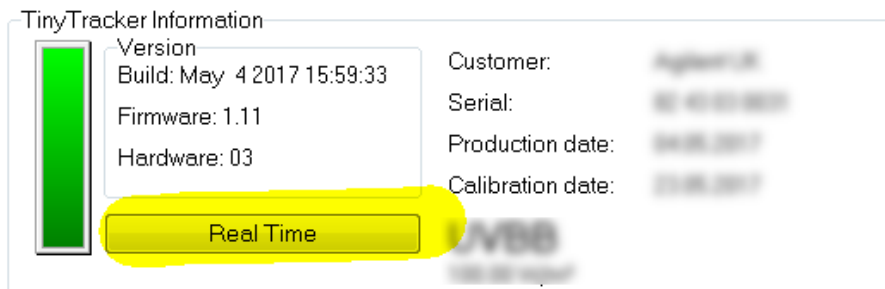 TinyTracker Information
Version
Build: May  4 2017 15:59:33
Firmware: 1.11
Hardware: 03
Real Time
Customer:
Serial:
Production date:
Calibration date:
UVBB